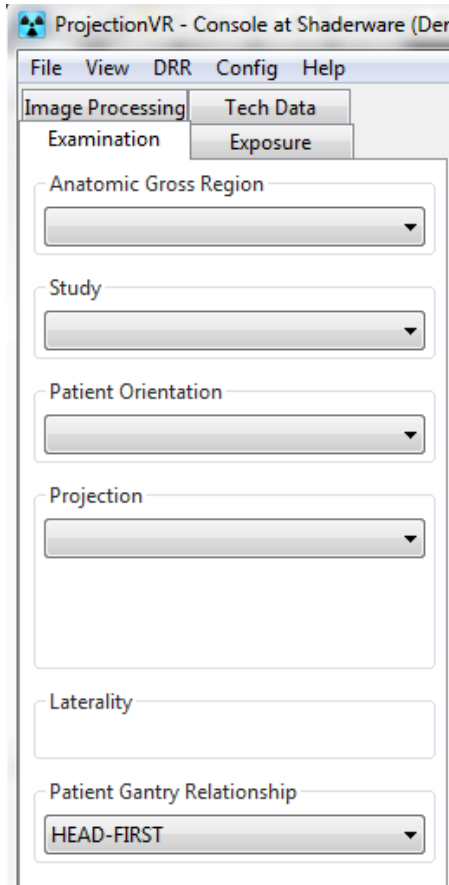 ProjectionVR - Console at Shaderware (Der
File View DRR Config Help
Image Processing Tech Data
Examination Exposure
Anatomic Gross Region
Study
Patient Orientation
Projection
Laterality
Patient Gantry Relationship
HEAD-FIRST